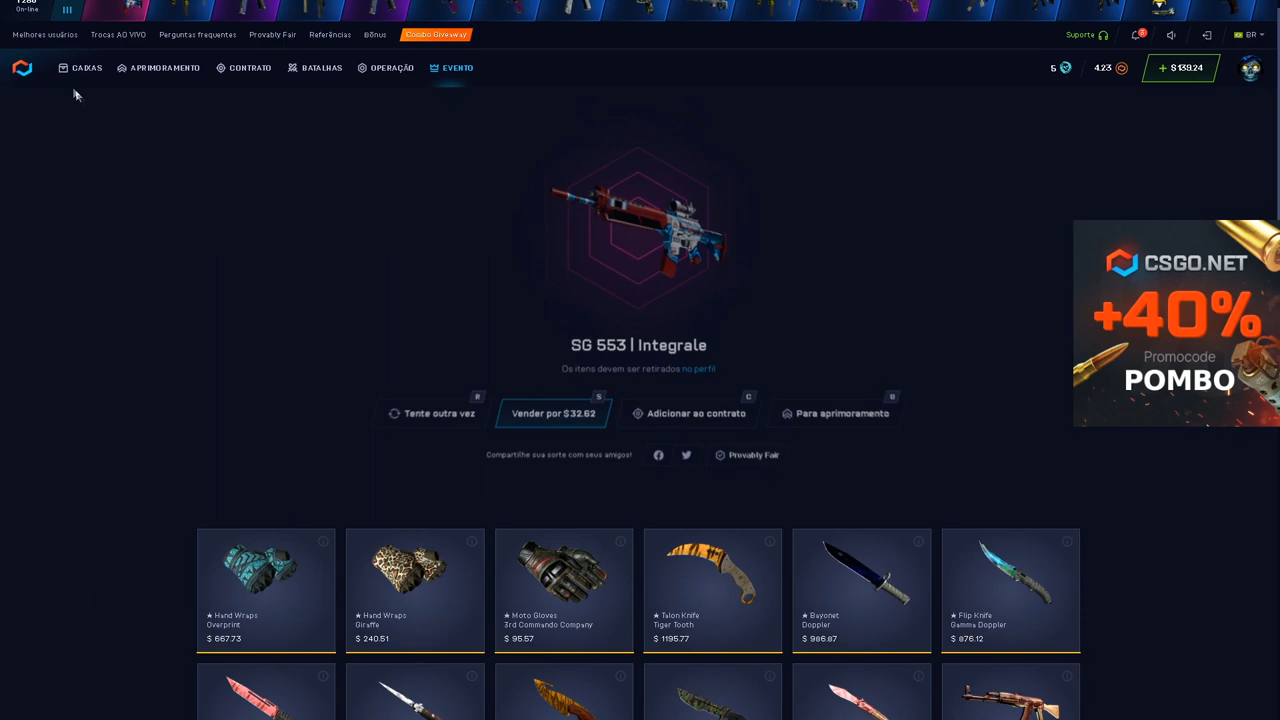 On-line
Melhores usuários Trocas AO VIVO Perguntas frequentes Provably Fair Referências Bônus Combo Giveaway Suporte 8 BR
CAIXAS APRIMORAMENTO CONTRATO BATALHAS OPERAÇÃO EVENTO 5 4.23 + $ 139.24
CSGO.NET
+40%
Promocode
POMBO
SG 553 | Integrale
Os itens devem ser retirados no perfil
R S C U
Tente outra vez Vender por $32.62 Adicionar ao contrato Para aprimoramento
Compartilhe sua sorte com seus amigos! Provably Fair
★ Hand Wraps ★ Hand Wraps ★ Moto Gloves ★ Talon Knife ★ Bayonet ★ Flip Knife
Overprint Giraffe 3rd Commando Company Tiger Tooth Doppler Gamma Doppler
$ 667.73 $ 240.51 $ 95.57 $ 1195.77 $ 986.87 $ 876.12